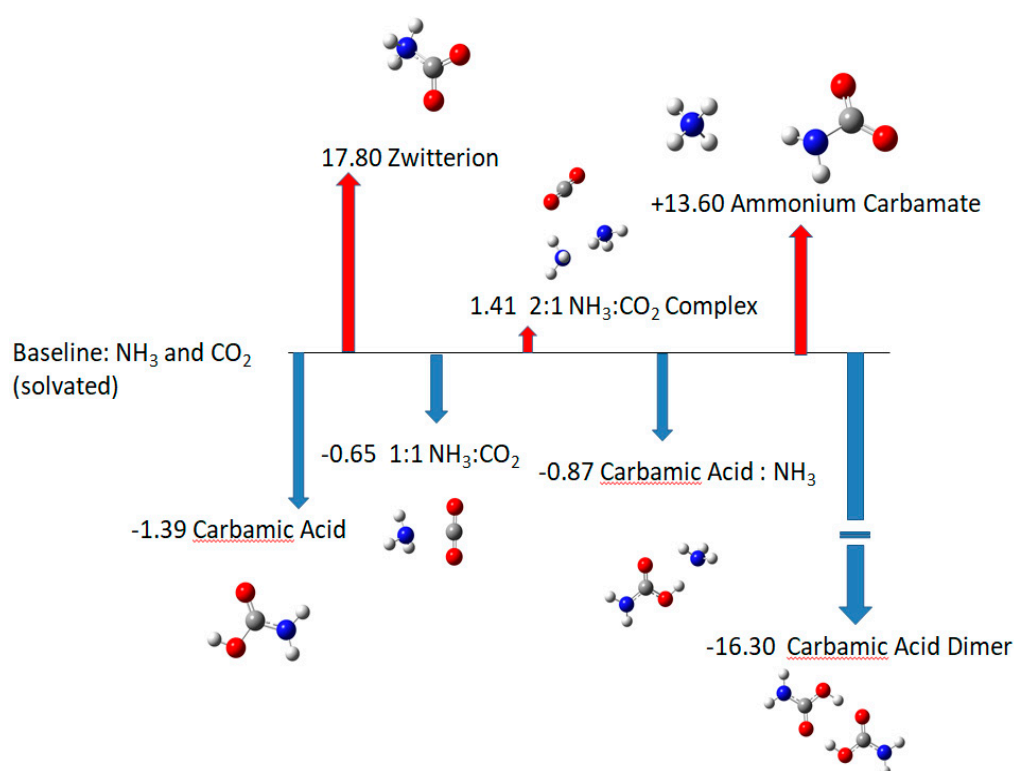 17.80 Zwitterion
+13.60 Ammonium Carbamate
1.41 2:1 NH₃:CO₂ Complex
Baseline: NH₃ and CO₂
(solvated)
-0.65 1:1 NH₃:CO₂
-0.87 Carbamic Acid : NH₃
-1.39 Carbamic Acid
-16.30 Carbamic Acid Dimer